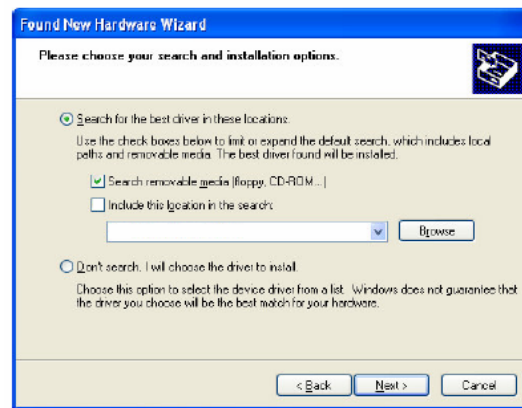 Found New Hardware Wizard
Please choose your search and installation options.
Search for the best driver in these locations.
Use the check boxes below to limit or expand the default search, which includes local
paths and removable media. The best driver found will be installed.
Search removable media (floppy, CD-ROM...)
Include this location in the search:
Browse
Don't search. I will choose the driver to install.
Choose this option to select the device driver from a list. Windows does not guarantee that
the driver you choose will be the best match for your hardware.
< Back Next > Cancel